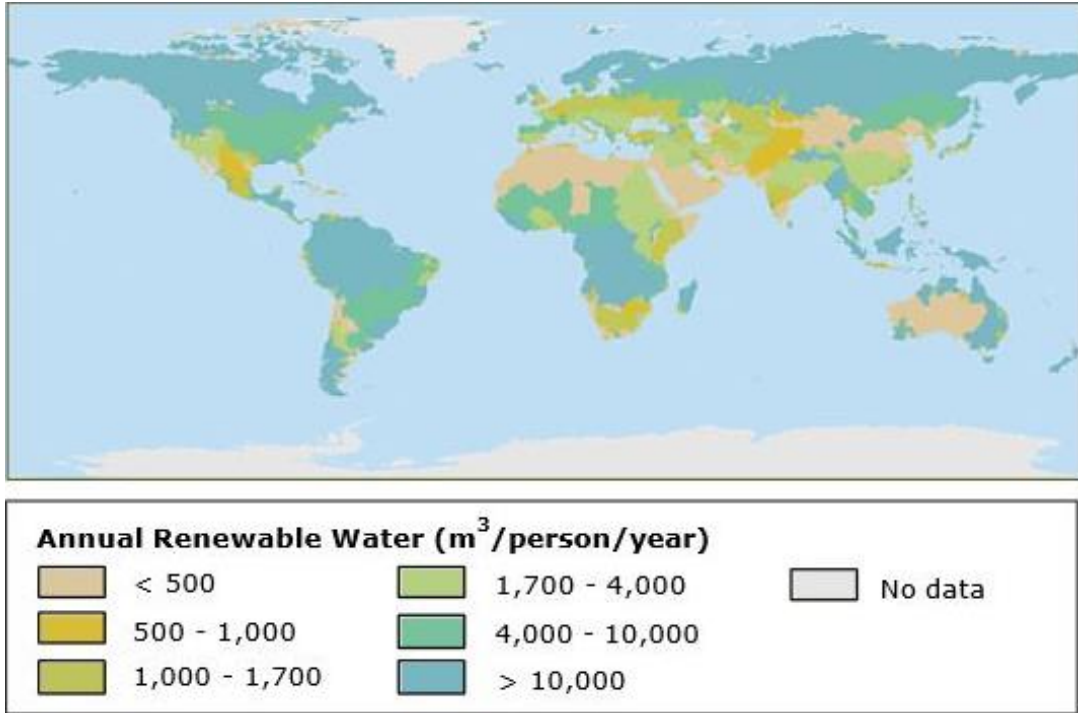 Annual Renewable Water (m³/person/year)
< 500
500 - 1,000
1,000 - 1,700
1,700 - 4,000
4,000 - 10,000
> 10,000
No data